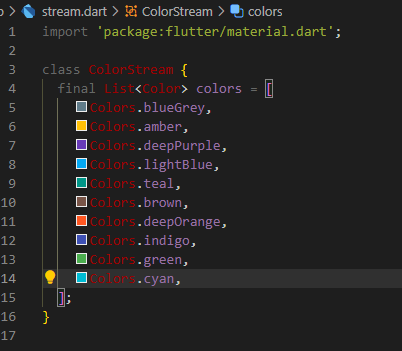 stream.dart > ColorStream > colors
1 import 'package:flutter/material.dart';
2
3 class ColorStream {
4 final List<Color> colors = [
5 Colors.blueGrey,
6 Colors.amber,
7 Colors.deepPurple,
8 Colors.lightBlue,
9 Colors.teal,
10 Colors.brown,
11 Colors.deepOrange,
12 Colors.indigo,
13 Colors.green,
14 Colors.cyan,
15 ];
16 }
17